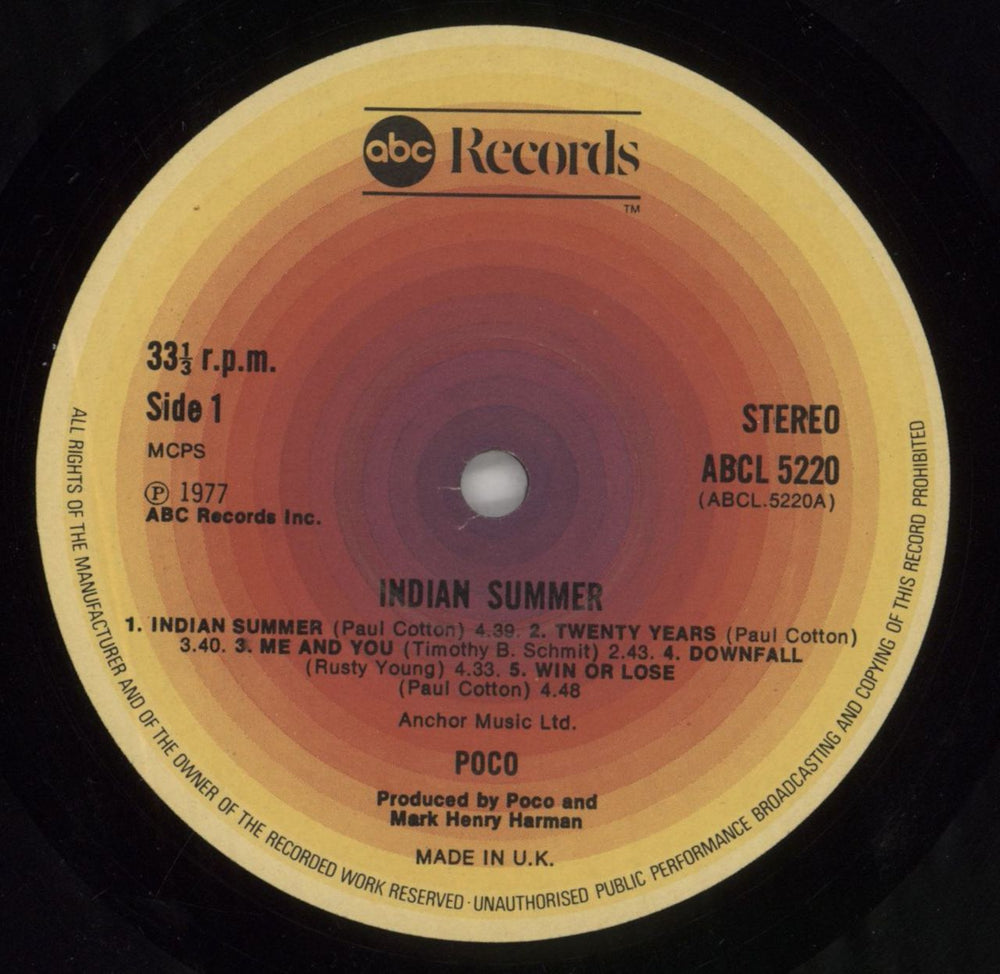 abc Records
TM
33⅓ r.p.m.
Side 1
MCPS
℗ 1977
ABC Records Inc.
STEREO
ABCL 5220
(ABCL.5220A)
INDIAN SUMMER
1. INDIAN SUMMER (Paul Cotton) 4.39. 2. TWENTY YEARS (Paul Cotton)
3.40. 3. ME AND YOU (Timothy B. Schmit) 2.43. 4. DOWNFALL
(Rusty Young) 4.33. 5. WIN OR LOSE
(Paul Cotton) 4.48
Anchor Music Ltd.
POCO
Produced by Poco and
Mark Henry Harman
MADE IN U.K.
ALL RIGHTS OF THE MANUFACTURER AND OF THE OWNER OF THE RECORDED WORK RESERVED · UNAUTHORISED PUBLIC PERFORMANCE BROADCASTING AND COPYING OF THIS RECORD PROHIBITED